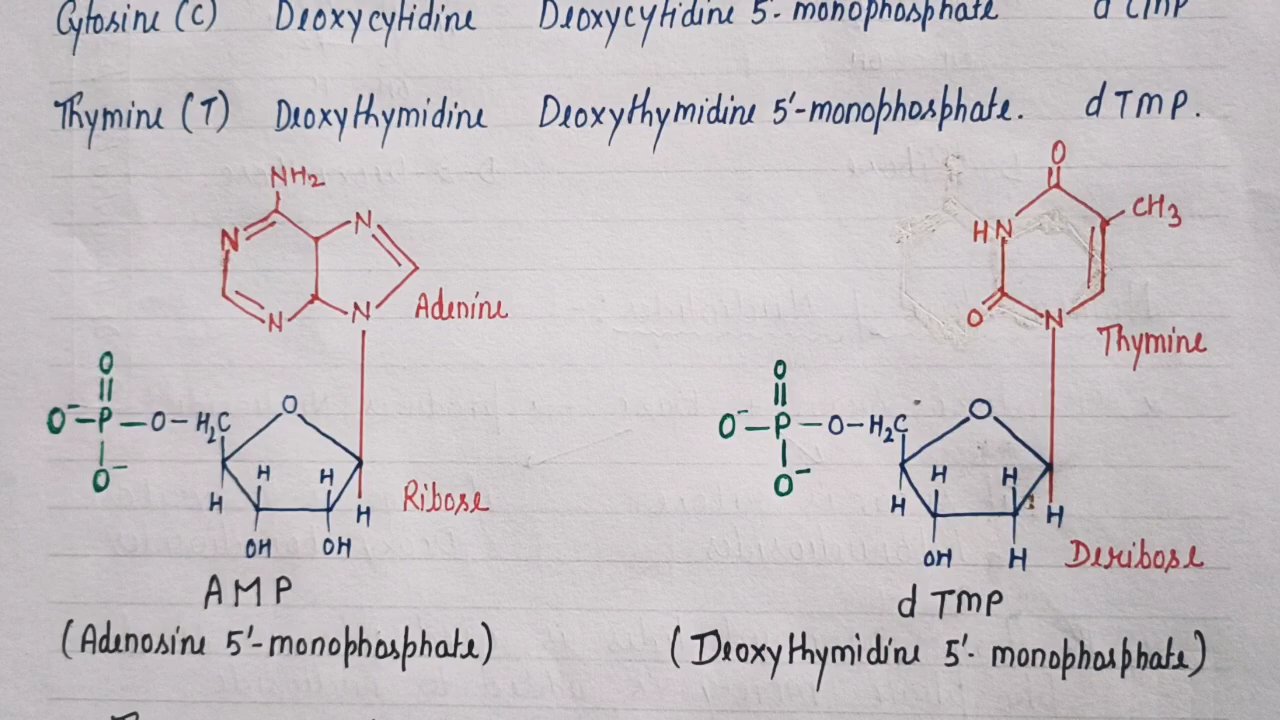 Cytosine (C) Deoxycytidine Deoxycytidine 5'-monophosphate dCMP
Thymine (T) Deoxythymidine Deoxythymidine 5'-monophosphate. dTMP.
NH2
N
N
N
N
Adenine
O
O⁻
P
O
H2C
O
O⁻
H
H
H
H
OH
OH
Ribose
AMP
(Adenosine 5'-monophosphate)
O
HN
CH3
O
N
Thymine
O
O⁻
P
O
H2C
O
O⁻
H
H
H
H
OH
H
Deribose
dTMP
(Deoxythymidine 5'-monophosphate)